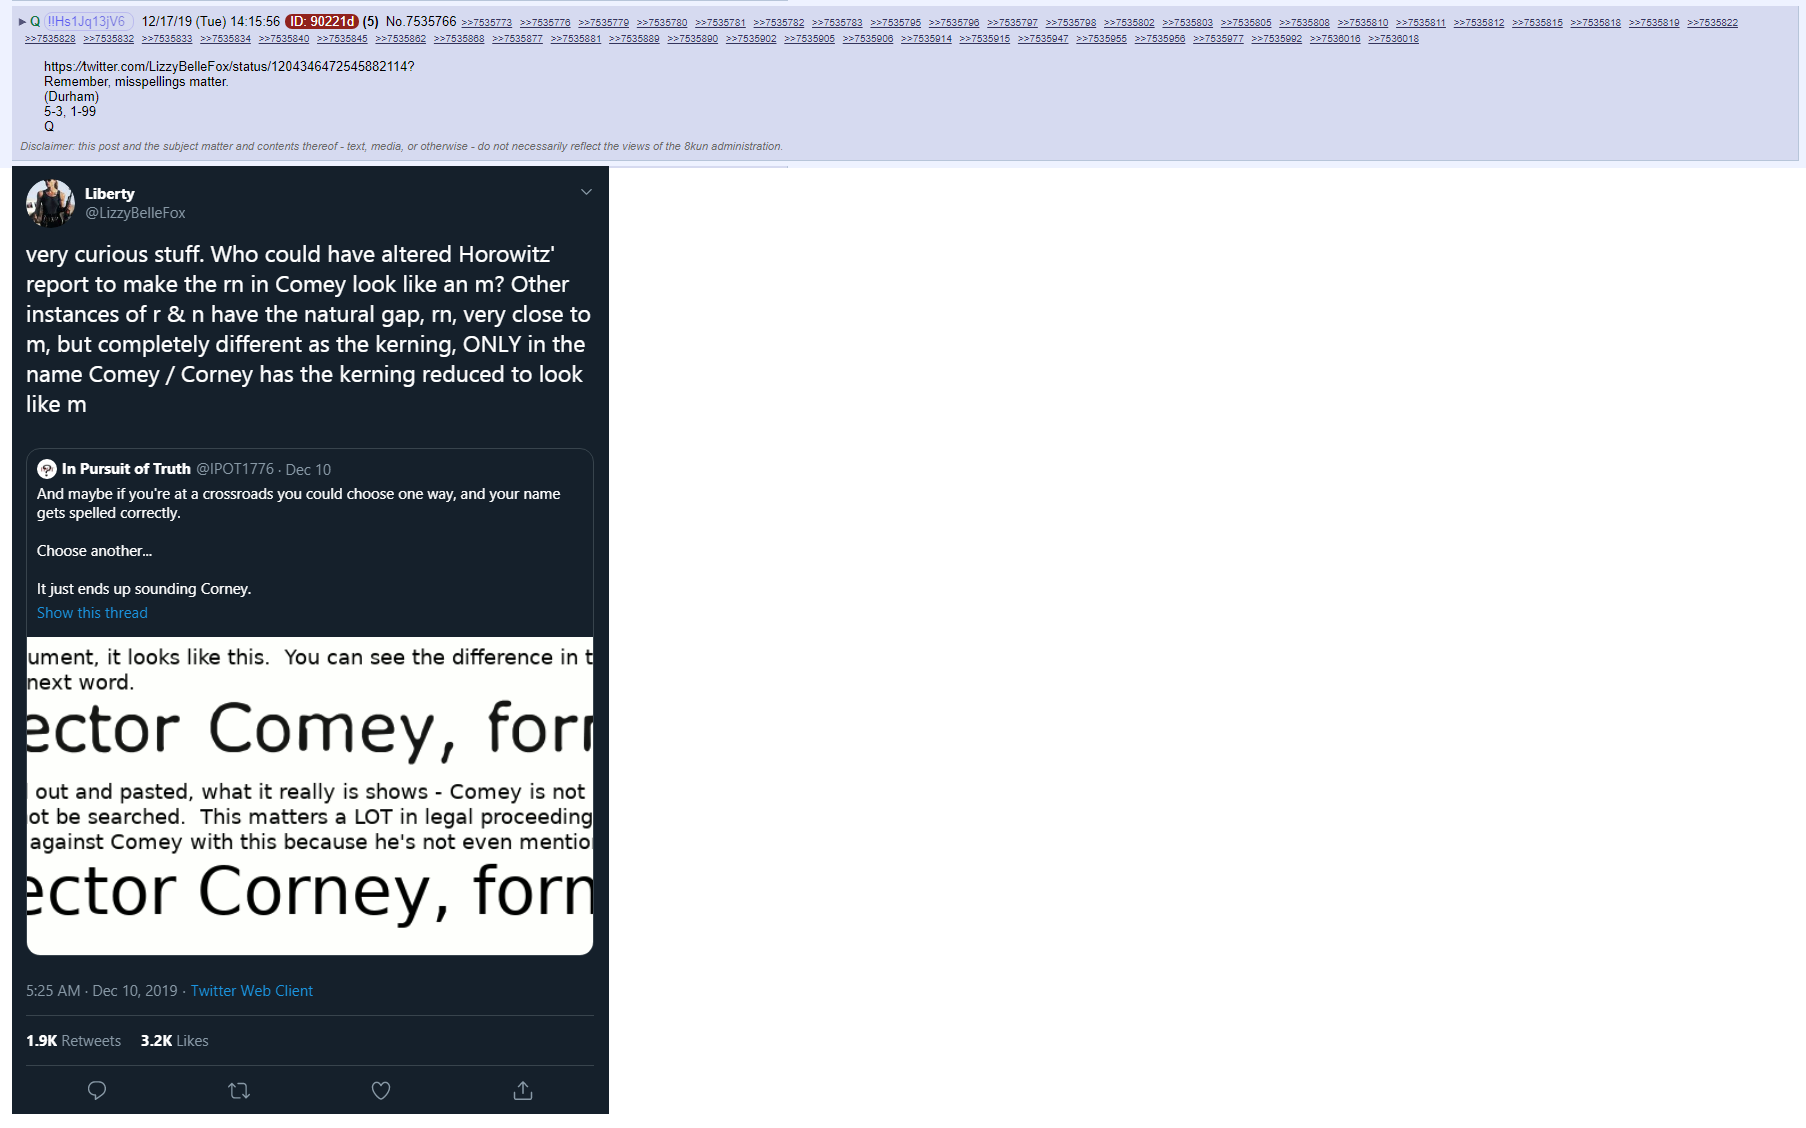 ▶ Q !!Hs1Jq13jV6 12/17/19 (Tue) 14:15:56 ID: 90221d (5) No.7535766 >>7535773 >>7535776 >>7535779 >>7535780 >>7535781 >>7535782 >>7535783 >>7535795 >>7535796 >>7535797 >>7535798 >>7535802 >>7535803 >>7535805 >>7535808 >>7535810 >>7535811 >>7535812 >>7535815 >>7535818 >>7535819 >>7535822
>>7535828 >>7535832 >>7535833 >>7535834 >>7535840 >>7535845 >>7535862 >>7535868 >>7535877 >>7535881 >>7535889 >>7535890 >>7535902 >>7535905 >>7535906 >>7535914 >>7535915 >>7535947 >>7535955 >>7535956 >>7535977 >>7535992 >>7536016 >>7536018
https://twitter.com/LizzyBelleFox/status/1204346472545882114?
Remember, misspellings matter.
(Durham)
5-3, 1-99
Q
Disclaimer: this post and the subject matter and contents thereof - text, media, or otherwise - do not necessarily reflect the views of the 8kun administration.
Liberty
@LizzyBelleFox
very curious stuff. Who could have altered Horowitz'
report to make the rn in Comey look like an m? Other
instances of r & n have the natural gap, rn, very close to
m, but completely different as the kerning, ONLY in the
name Comey / Corney has the kerning reduced to look
like m
In Pursuit of Truth @IPOT1776 · Dec 10
And maybe if you're at a crossroads you could choose one way, and your name
gets spelled correctly.
Choose another...
It just ends up sounding Corney.
Show this thread
ument, it looks like this. You can see the difference in t
next word.
ector Comey, forr
out and pasted, what it really is shows - Comey is not
ot be searched. This matters a LOT in legal proceeding
against Comey with this because he's not even mentio
ector Corney, forn
5:25 AM · Dec 10, 2019 · Twitter Web Client
1.9K Retweets 3.2K Likes